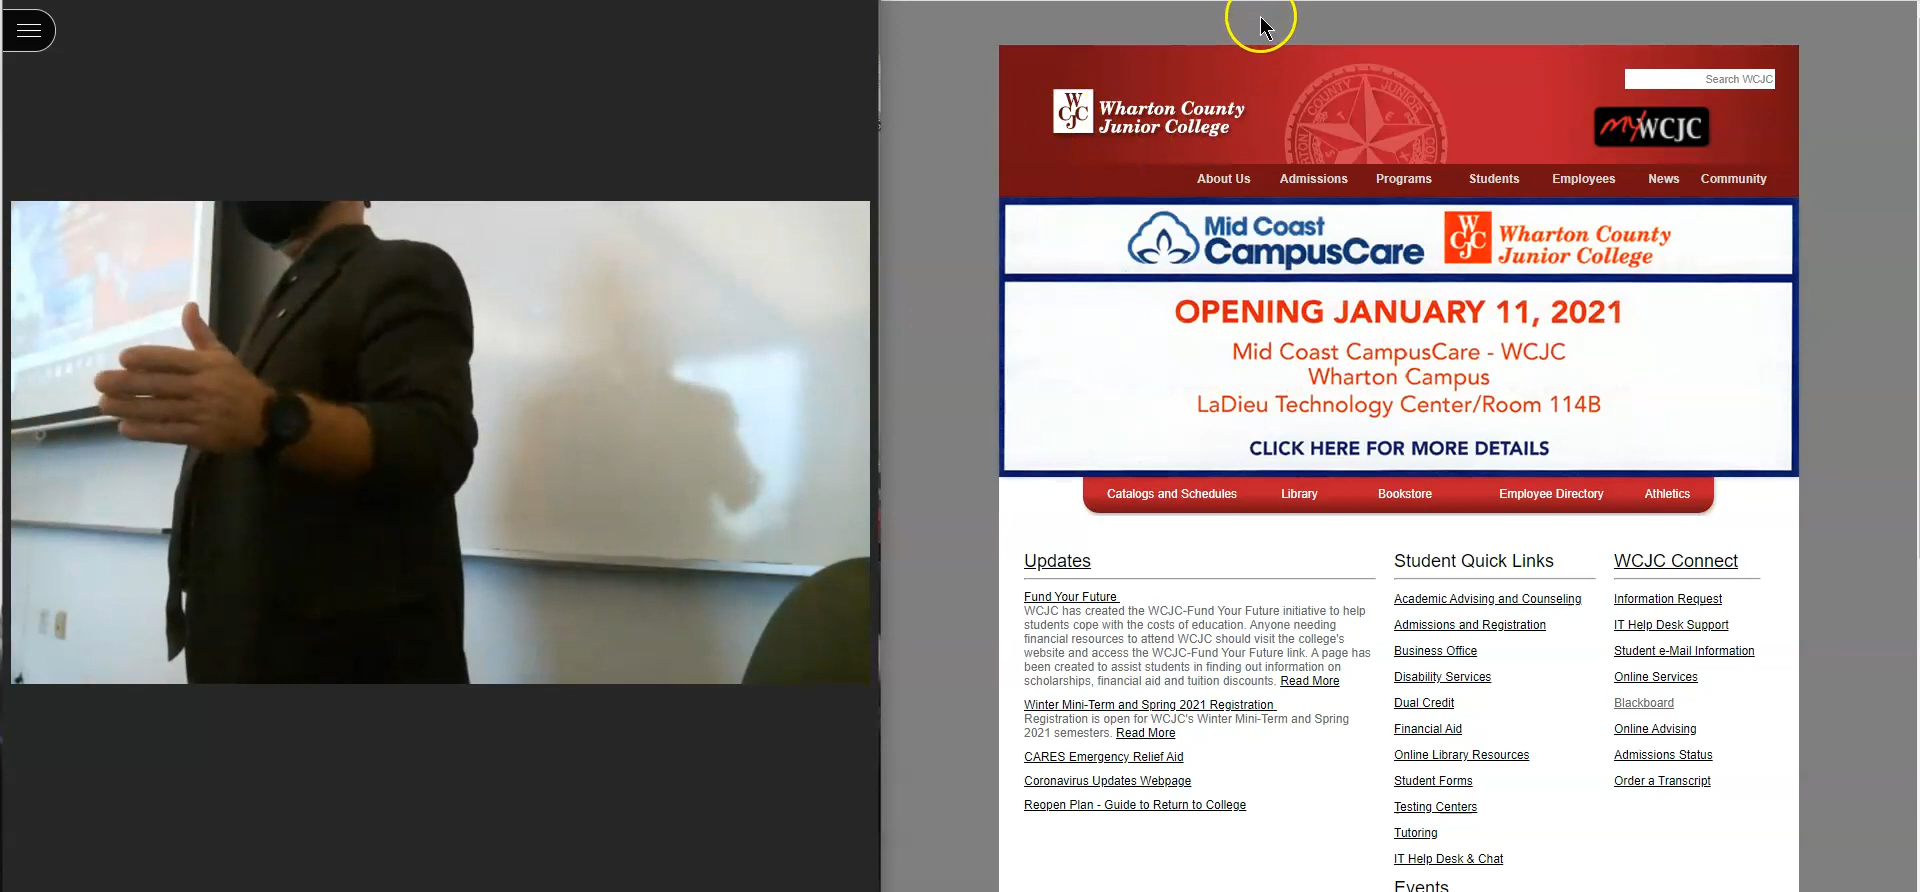 Search WCJC
W
CJC
Wharton County
Junior College
myWCJC
About Us Admissions Programs Students Employees News Community
Mid Coast
CampusCare
W
CJC
Wharton County
Junior College
OPENING JANUARY 11, 2021
Mid Coast CampusCare - WCJC
Wharton Campus
LaDieu Technology Center/Room 114B
CLICK HERE FOR MORE DETAILS
Catalogs and Schedules Library Bookstore Employee Directory Athletics
Updates
Fund Your Future
WCJC has created the WCJC-Fund Your Future initiative to help
students cope with the costs of education. Anyone needing
financial resources to attend WCJC should visit the college's
website and access the WCJC-Fund Your Future link. A page has
been created to assist students in finding out information on
scholarships, financial aid and tuition discounts. Read More
Winter Mini-Term and Spring 2021 Registration
Registration is open for WCJC's Winter Mini-Term and Spring
2021 semesters. Read More
CARES Emergency Relief Aid
Coronavirus Updates Webpage
Reopen Plan - Guide to Return to College
Student Quick Links
Academic Advising and Counseling
Admissions and Registration
Business Office
Disability Services
Dual Credit
Financial Aid
Online Library Resources
Student Forms
Testing Centers
Tutoring
IT Help Desk & Chat
Events
WCJC Connect
Information Request
IT Help Desk Support
Student e-Mail Information
Online Services
Blackboard
Online Advising
Admissions Status
Order a Transcript